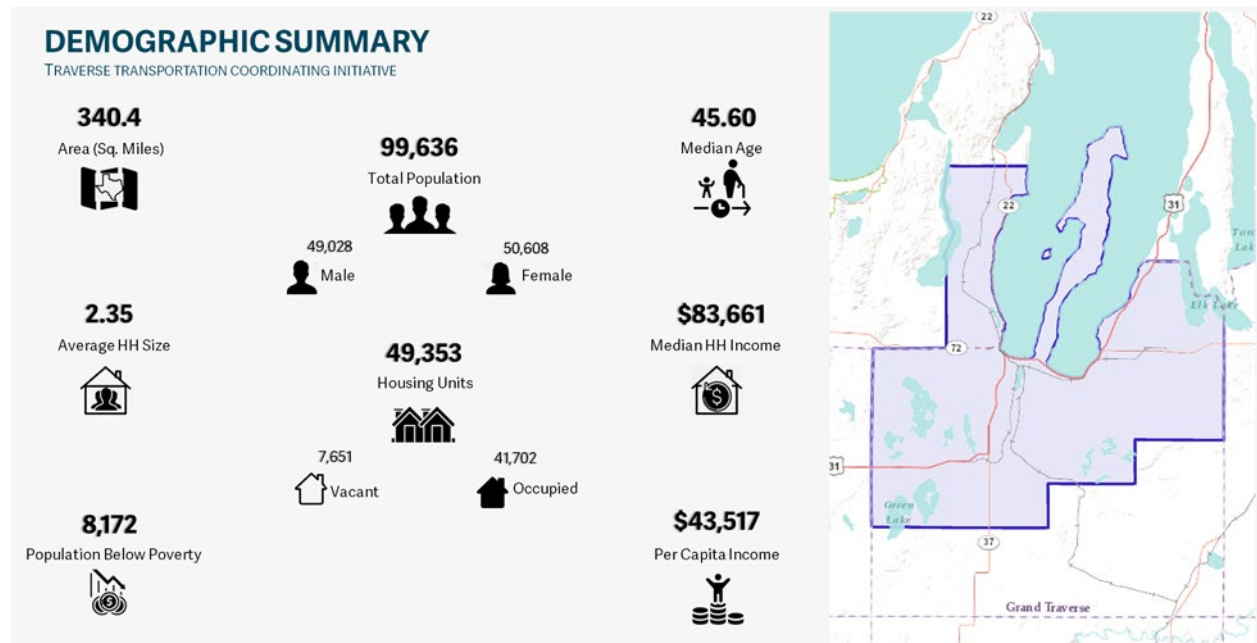 DEMOGRAPHIC SUMMARY
TRAVERSE TRANSPORTATION COORDINATING INITIATIVE
340.4
Area (Sq. Miles)
99,636
Total Population
49,028
Male
50,608
Female
45.60
Median Age
2.35
Average HH Size
49,353
Housing Units
7,651
Vacant
41,702
Occupied
$83,661
Median HH Income
8,172
Population Below Poverty
$43,517
Per Capita Income
22
22
31
Elk Lake
72
31
Green
Lake
37
Grand Traverse